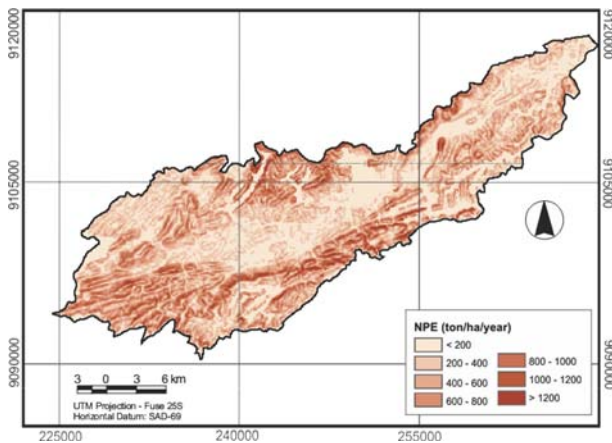 9120000
9120000
9105000
9105000
9090000
9090000
NPE (ton/ha/year)
< 200
200 - 400
400 - 600
600 - 800
800 - 1000
1000 - 1200
> 1200
3 0 3 6 km
UTM Projection - Fuse 25S
Horizontal Datum: SAD-69
225000 240000 255000